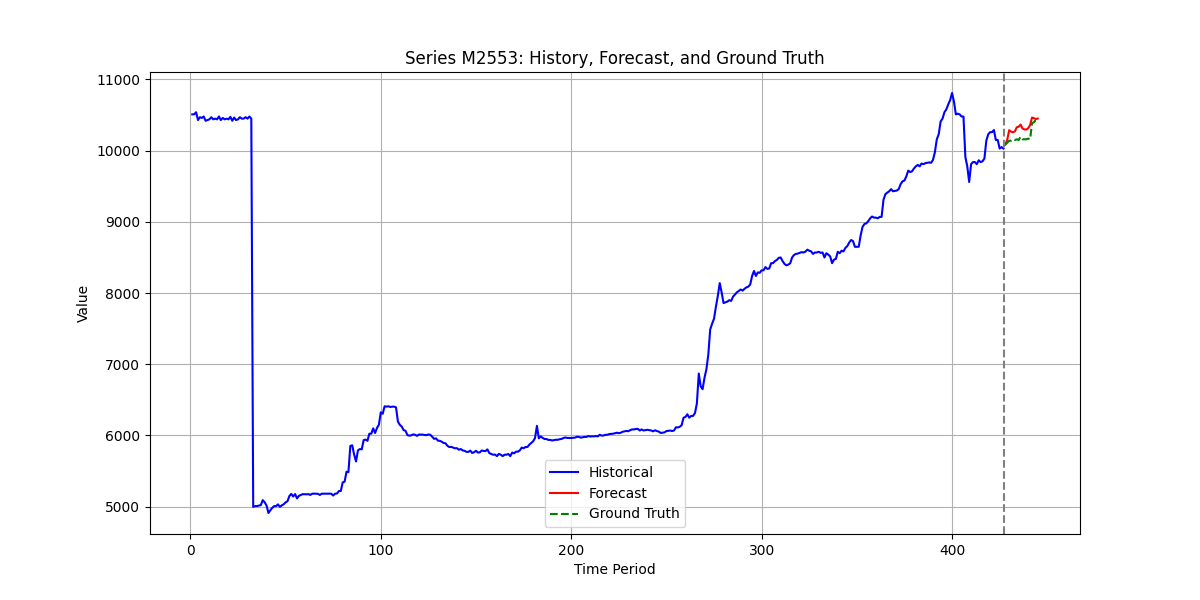 Series M2553: History, Forecast, and Ground Truth
11000
10000
9000
8000
7000
6000
5000
Value
0
100
200
300
400
Time Period
Historical
Forecast
Ground Truth